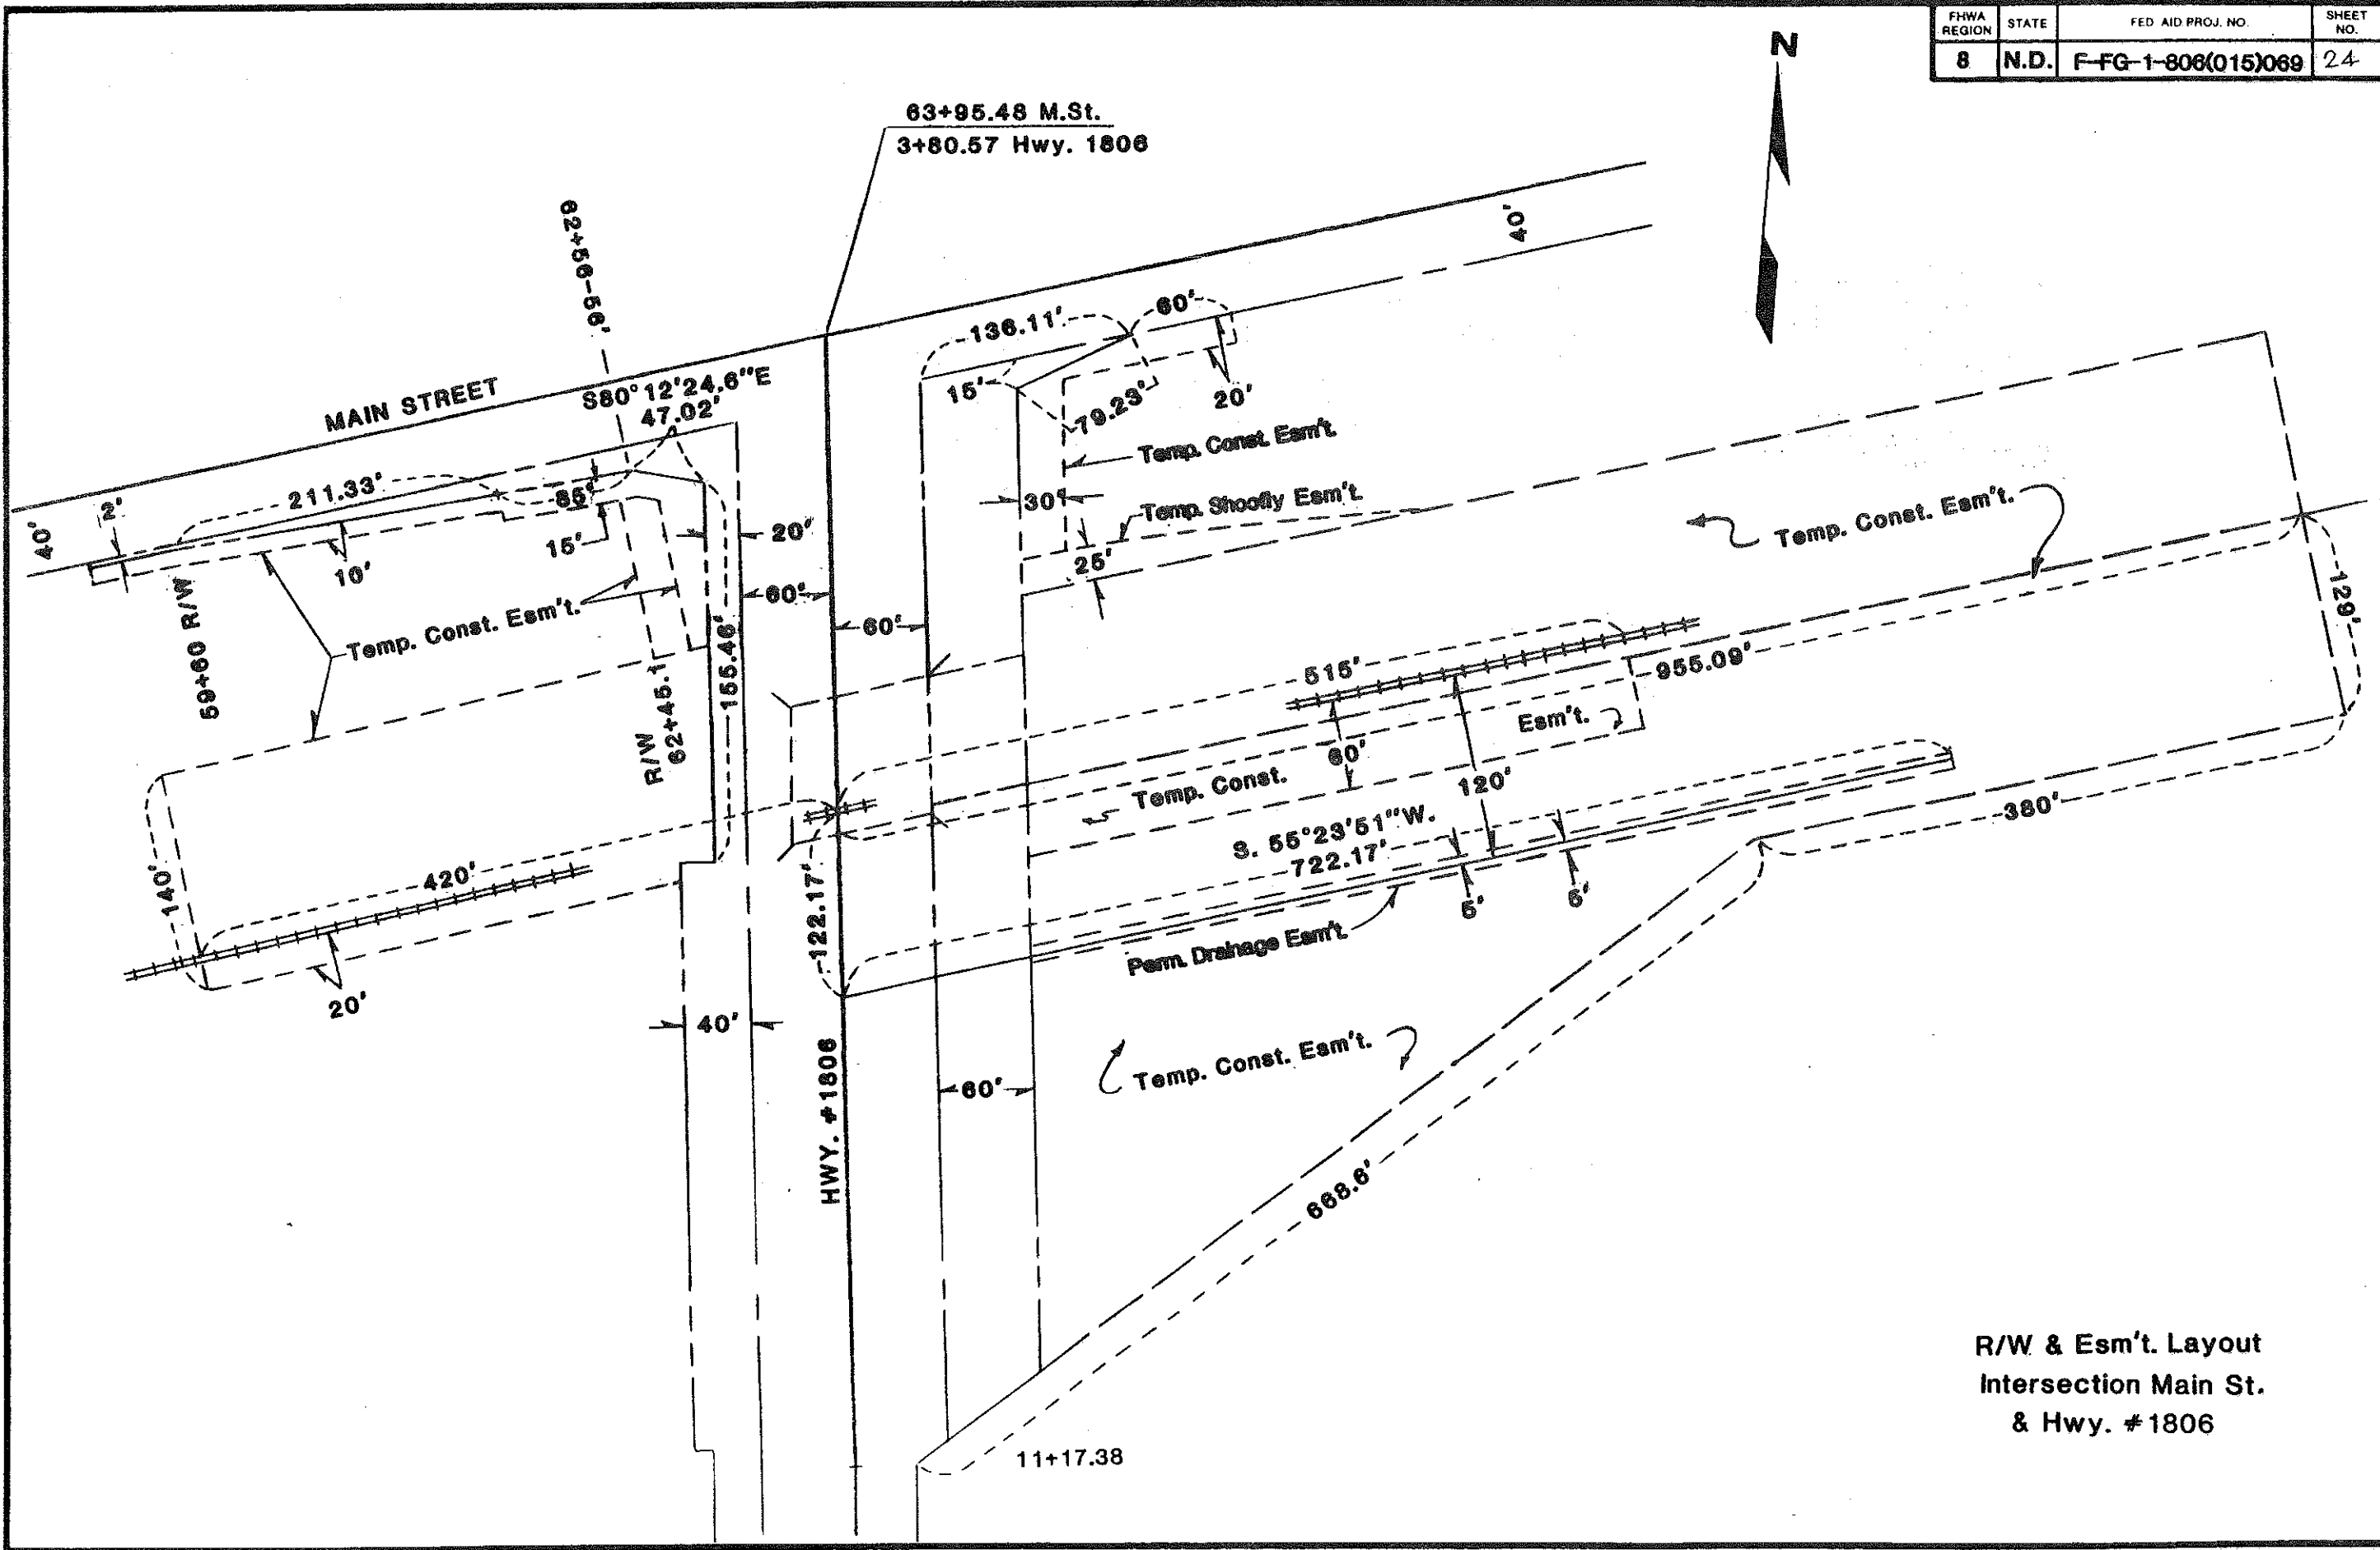 FHWA REGION STATE FED AID PROJ. NO. SHEET NO.
8 N.D. F-FG-1-806(015)069 24
N
63+95.48 M.St.
3+80.57 Hwy. 1806
62+56-56'
40'
MAIN STREET
S80°12'24.6"E
47.02'
136.11'
60'
15'
79.23'
20'
Temp. Const. Esm't.
30'
Temp. Shoofly Esm't.
25'
2'
211.33'
85'
40'
15'
10'
20'
60'
60'
59+60 R/W
Temp. Const. Esm't.
R/W
62+45.1
155.46'
Temp. Const. Esm't.
129'
515'
955.09'
Esm't.
60'
Temp. Const.
120'
S. 55°23'51"W.
722.17'
380'
140'
420'
122.17'
5'
5'
Perm. Drainage Esm't.
20'
40'
HWY. #1806
60'
Temp. Const. Esm't.
668.6'
11+17.38
R/W & Esm't. Layout
Intersection Main St.
& Hwy. #1806